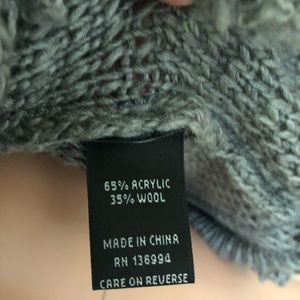 65% ACRYLIC
35% WOOL
MADE IN CHINA
RN 136994
CARE ON REVERSE